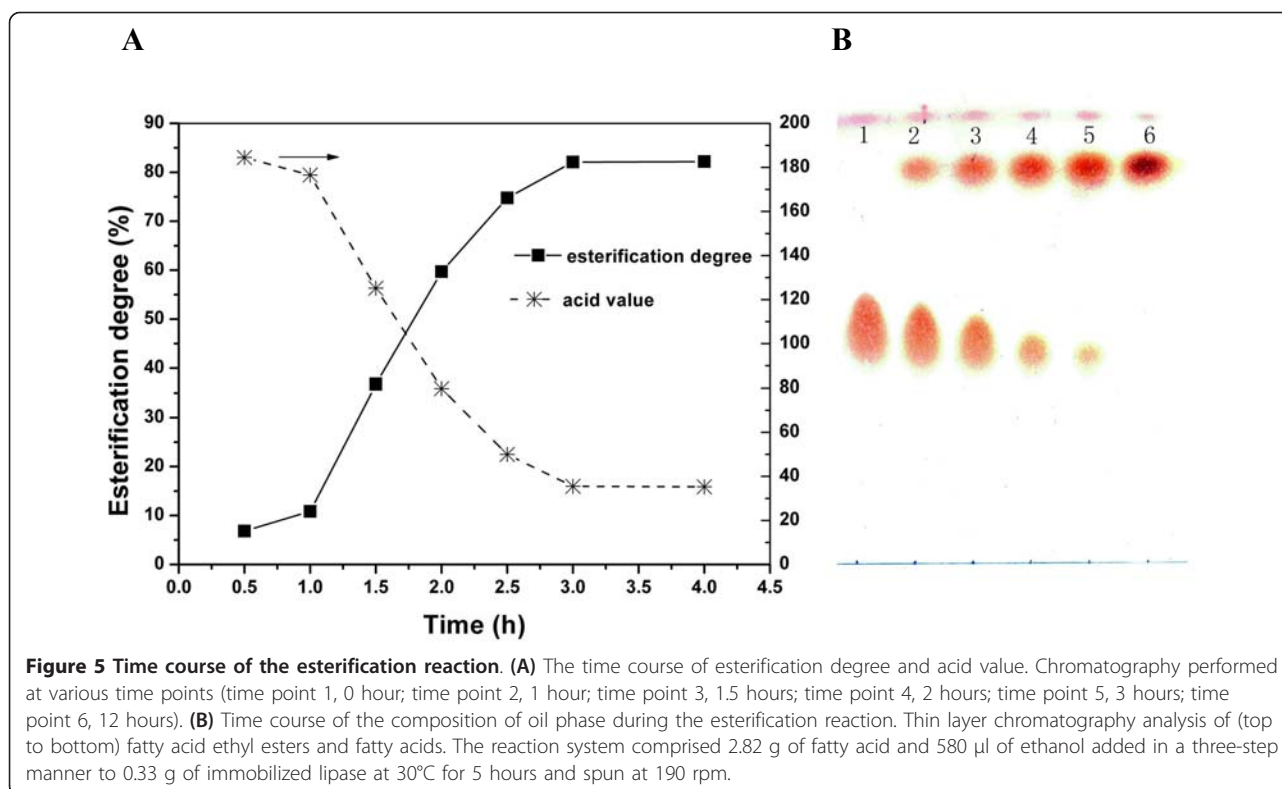 A
B
90
80
70
60
50
40
30
20
10
0
200
180
160
140
120
100
80
60
40
20
0
Esterification degree (%)
esterification degree
acid value
0.0 0.5 1.0 1.5 2.0 2.5 3.0 3.5 4.0 4.5
Time (h)
1 2 3 4 5 6
Figure 5 Time course of the esterification reaction. (A) The time course of esterification degree and acid value. Chromatography performed
at various time points (time point 1, 0 hour; time point 2, 1 hour; time point 3, 1.5 hours; time point 4, 2 hours; time point 5, 3 hours; time
point 6, 12 hours). (B) Time course of the composition of oil phase during the esterification reaction. Thin layer chromatography analysis of (top
to bottom) fatty acid ethyl esters and fatty acids. The reaction system comprised 2.82 g of fatty acid and 580 μl of ethanol added in a three-step
manner to 0.33 g of immobilized lipase at 30°C for 5 hours and spun at 190 rpm.